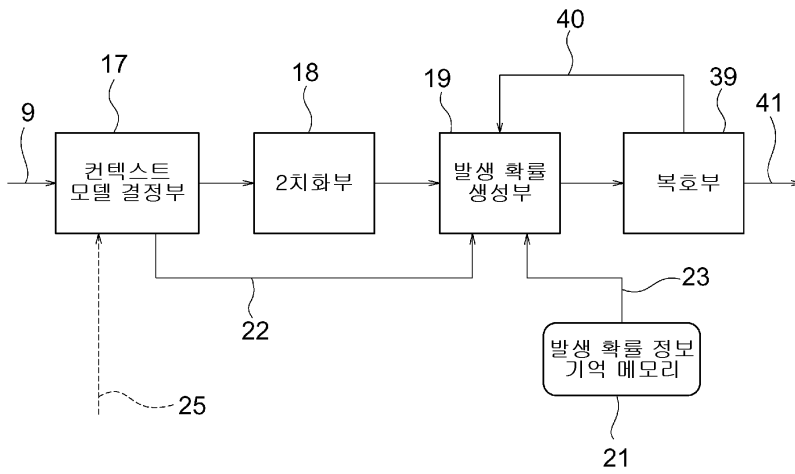 40
17
18
19
39
9
41
컨텍스트
모델 결정부
2치화부
발생 확률
생성부
복호부
22
23
발생 확률 정보
기억 메모리
25
21